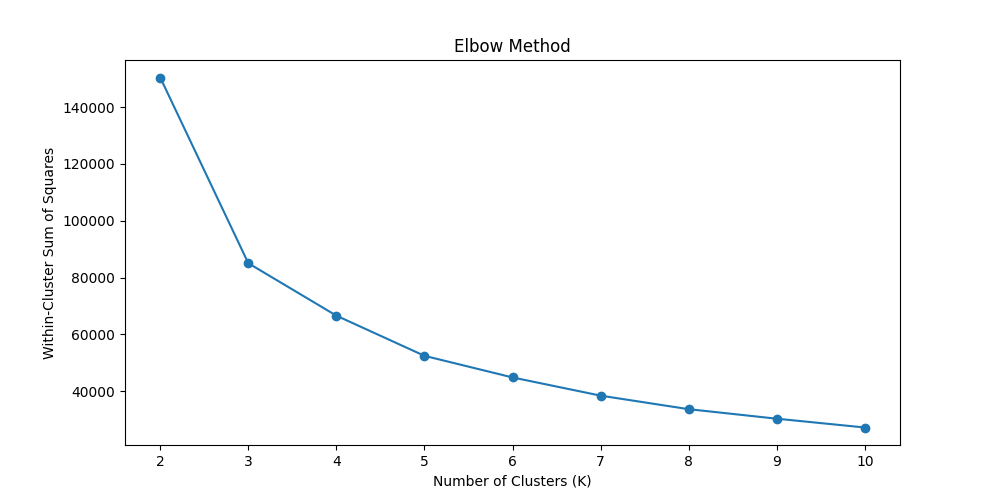 Elbow Method
Within-Cluster Sum of Squares
140000
120000
100000
80000
60000
40000
2 3 4 5 6 7 8 9 10
Number of Clusters (K)